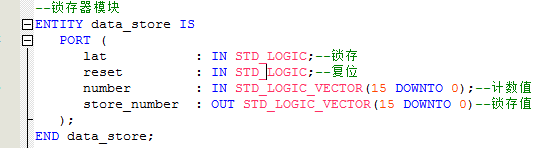 --锁存器模块
ENTITY data_store IS
PORT (
lat : IN STD_LOGIC;--锁存
reset : IN STD_LOGIC;--复位
number : IN STD_LOGIC_VECTOR(15 DOWNTO 0);--计数值
store_number : OUT STD_LOGIC_VECTOR(15 DOWNTO 0)--锁存值
);
END data_store;